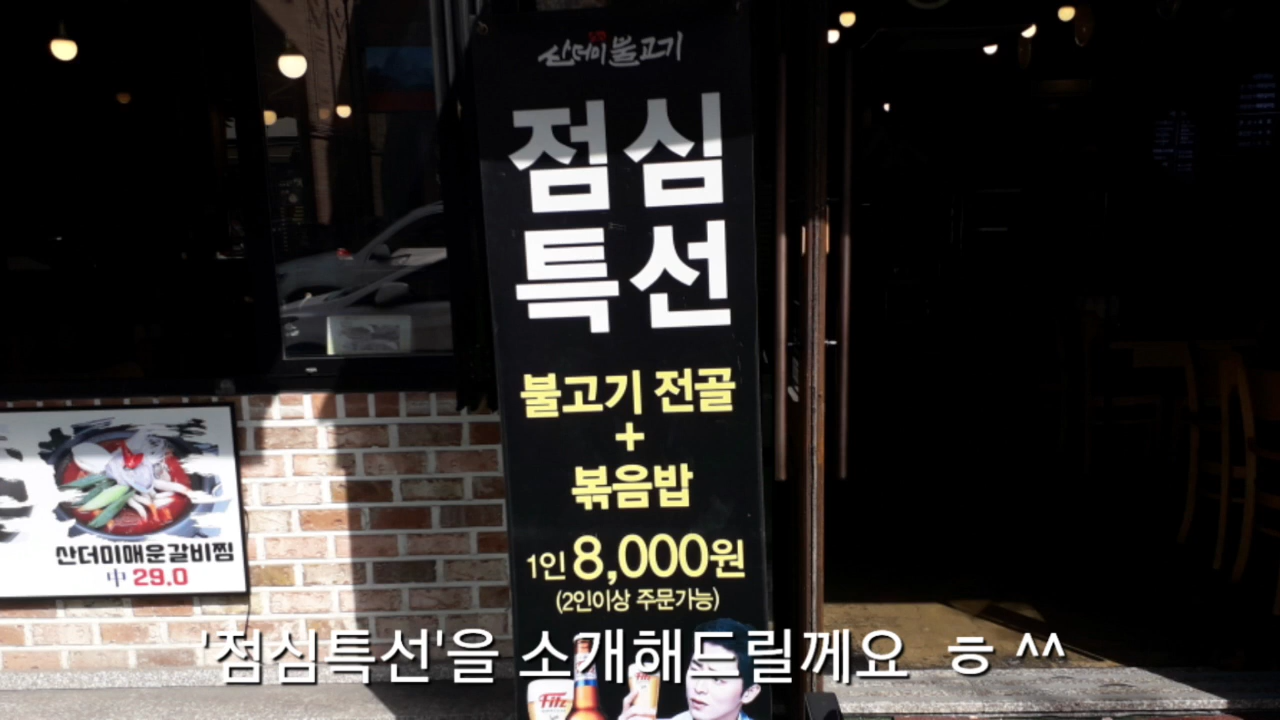 산더미불고기
점심
특선
불고기 전골
+
볶음밥
1인 8,000원
(2인이상 주문가능)
산더미매운갈비찜
中 29.0
'점심특선'을 소개해드릴께요 ㅎ ^^
Fitz